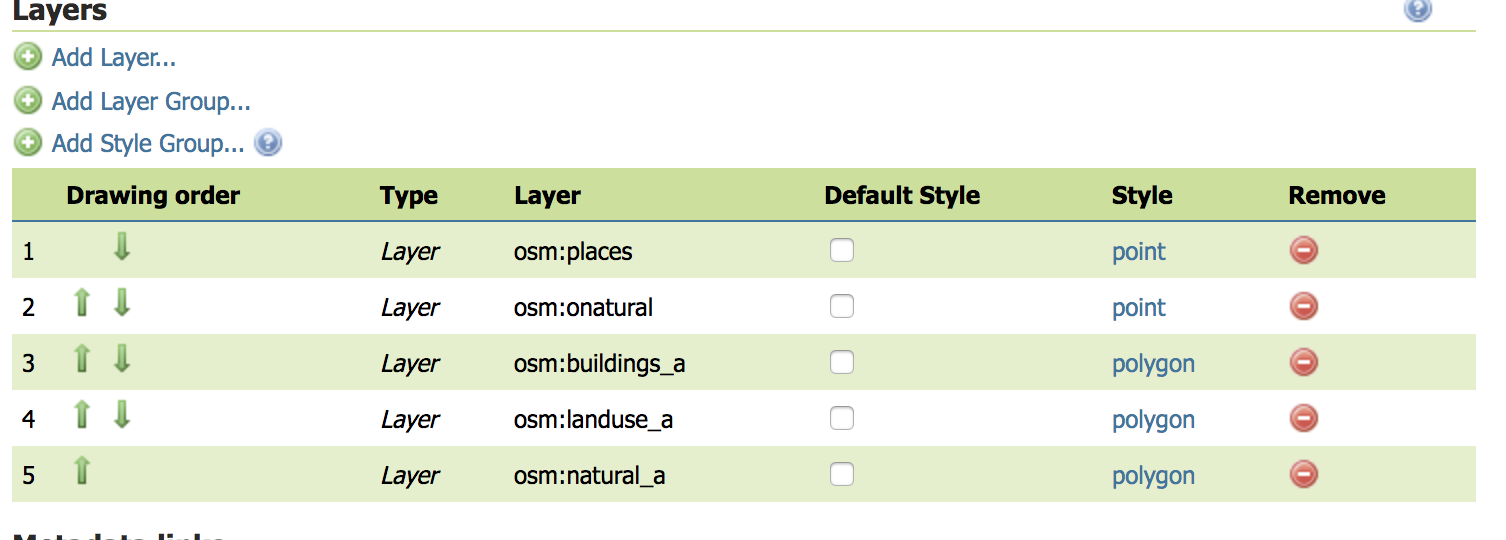 Layers
Add Layer...
Add Layer Group...
Add Style Group...
Drawing order Type Layer Default Style Style Remove
1 Layer osm:places point
2 Layer osm:onatural point
3 Layer osm:buildings_a polygon
4 Layer osm:landuse_a polygon
5 Layer osm:natural_a polygon
Metadata links